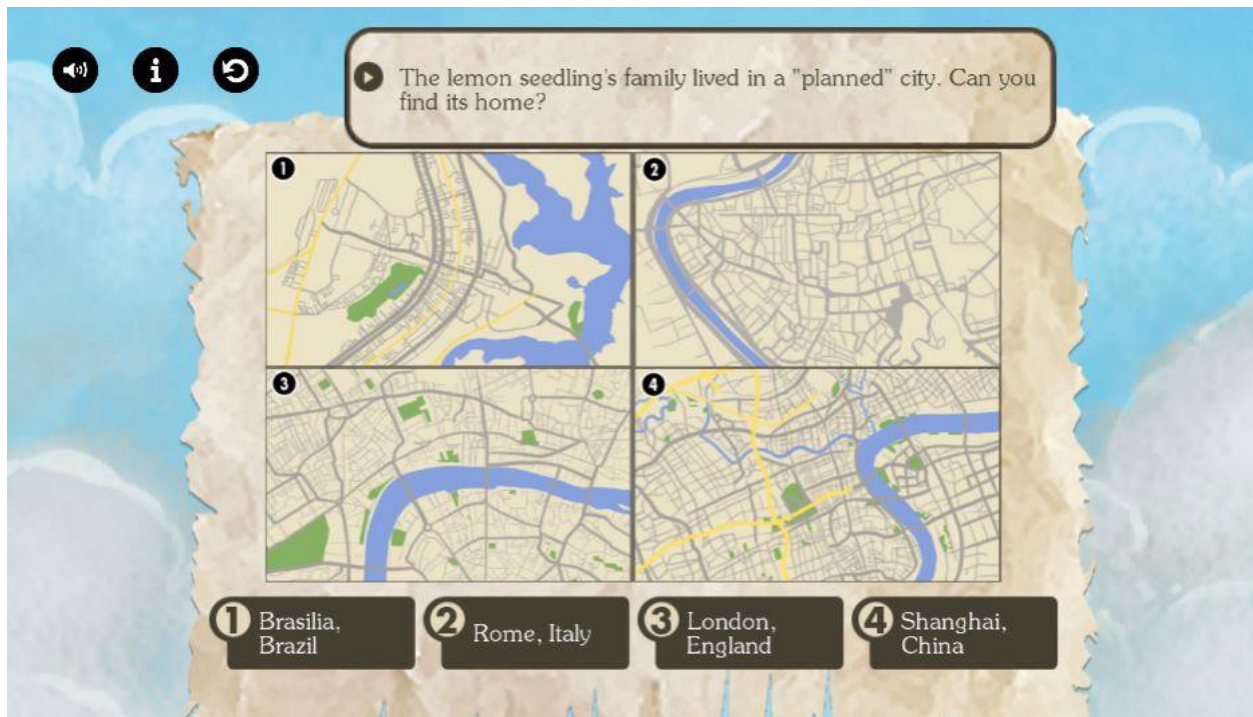 The lemon seedling's family lived in a "planned" city. Can you
find its home?
1
2
3
4
1 Brasilia,
Brazil
2 Rome, Italy
3 London,
England
4 Shanghai,
China